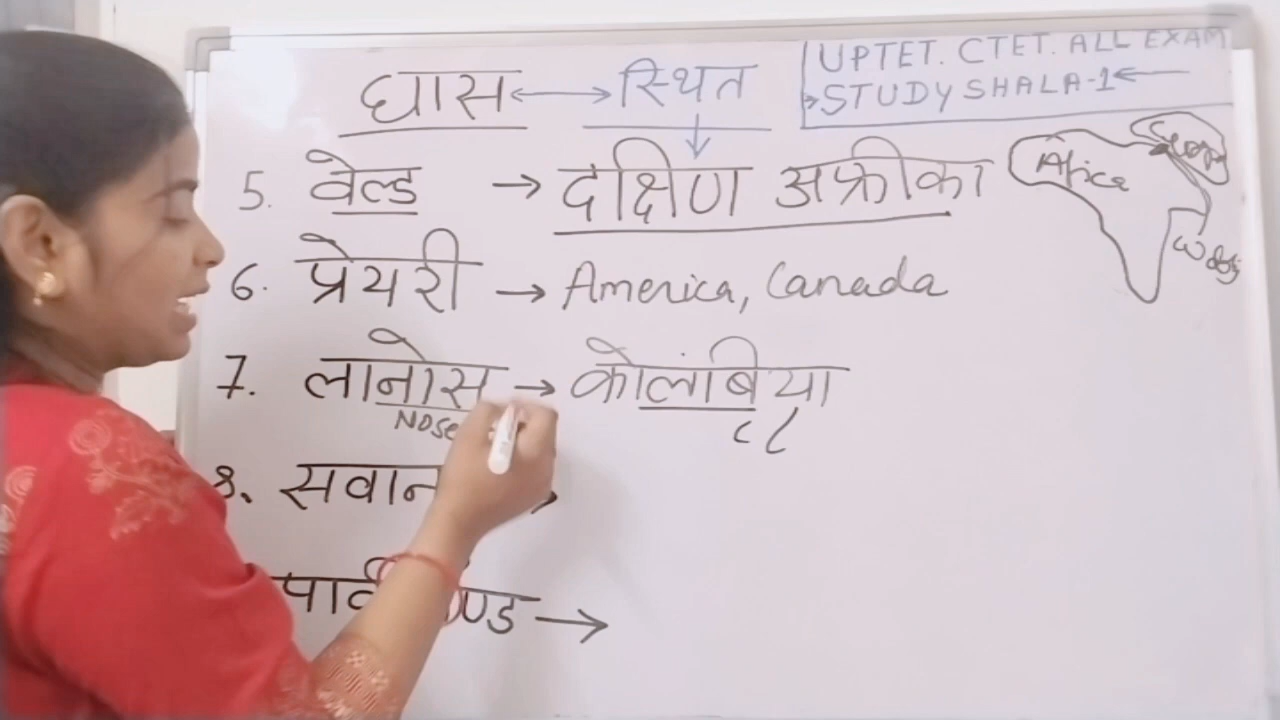 UPTET. CTET. ALL EXAM
STUDY SHALA-1
घास ↔ स्थित
5. वेल्ड → दक्षिण अफ्रीका
6. प्रेयरी → America, Canada
7. लानोस → कोलंबिया
Nose
8. सवान
Africa